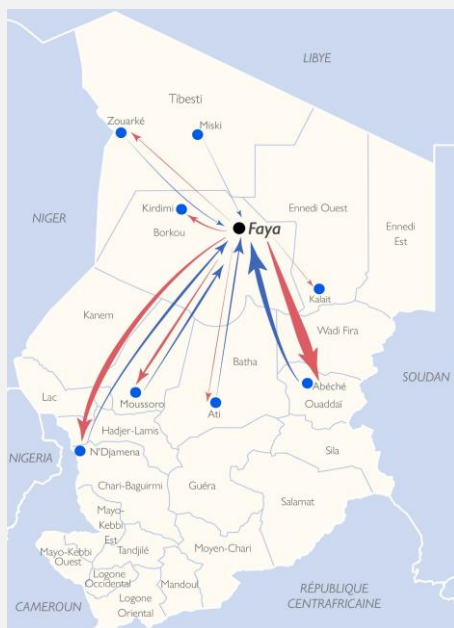 LIBYE
Tibesti
Zouarké
Miski
NIGER
Kirdimi
Borkou
Faya
Ennedi Ouest
Ennedi
Est
Kanem
Kalait
Wadi Fira
Batha
SOUDAN
Lac
Moussoro
Ati
Abéché
Ouaddaï
Hadjer-Lamis
NIGERIA
N'Djamena
Sila
Chari-Baguirmi
Guéra
Salamat
Mayo-
Kebbi
Est
Mayo-Kebbi
Ouest
Tandjilé
Moyen-Chari
Logone
Occidental
Mandoul
Logone
Oriental
CAMEROUN
RÉPUBLIQUE
CENTRAFRICAINE